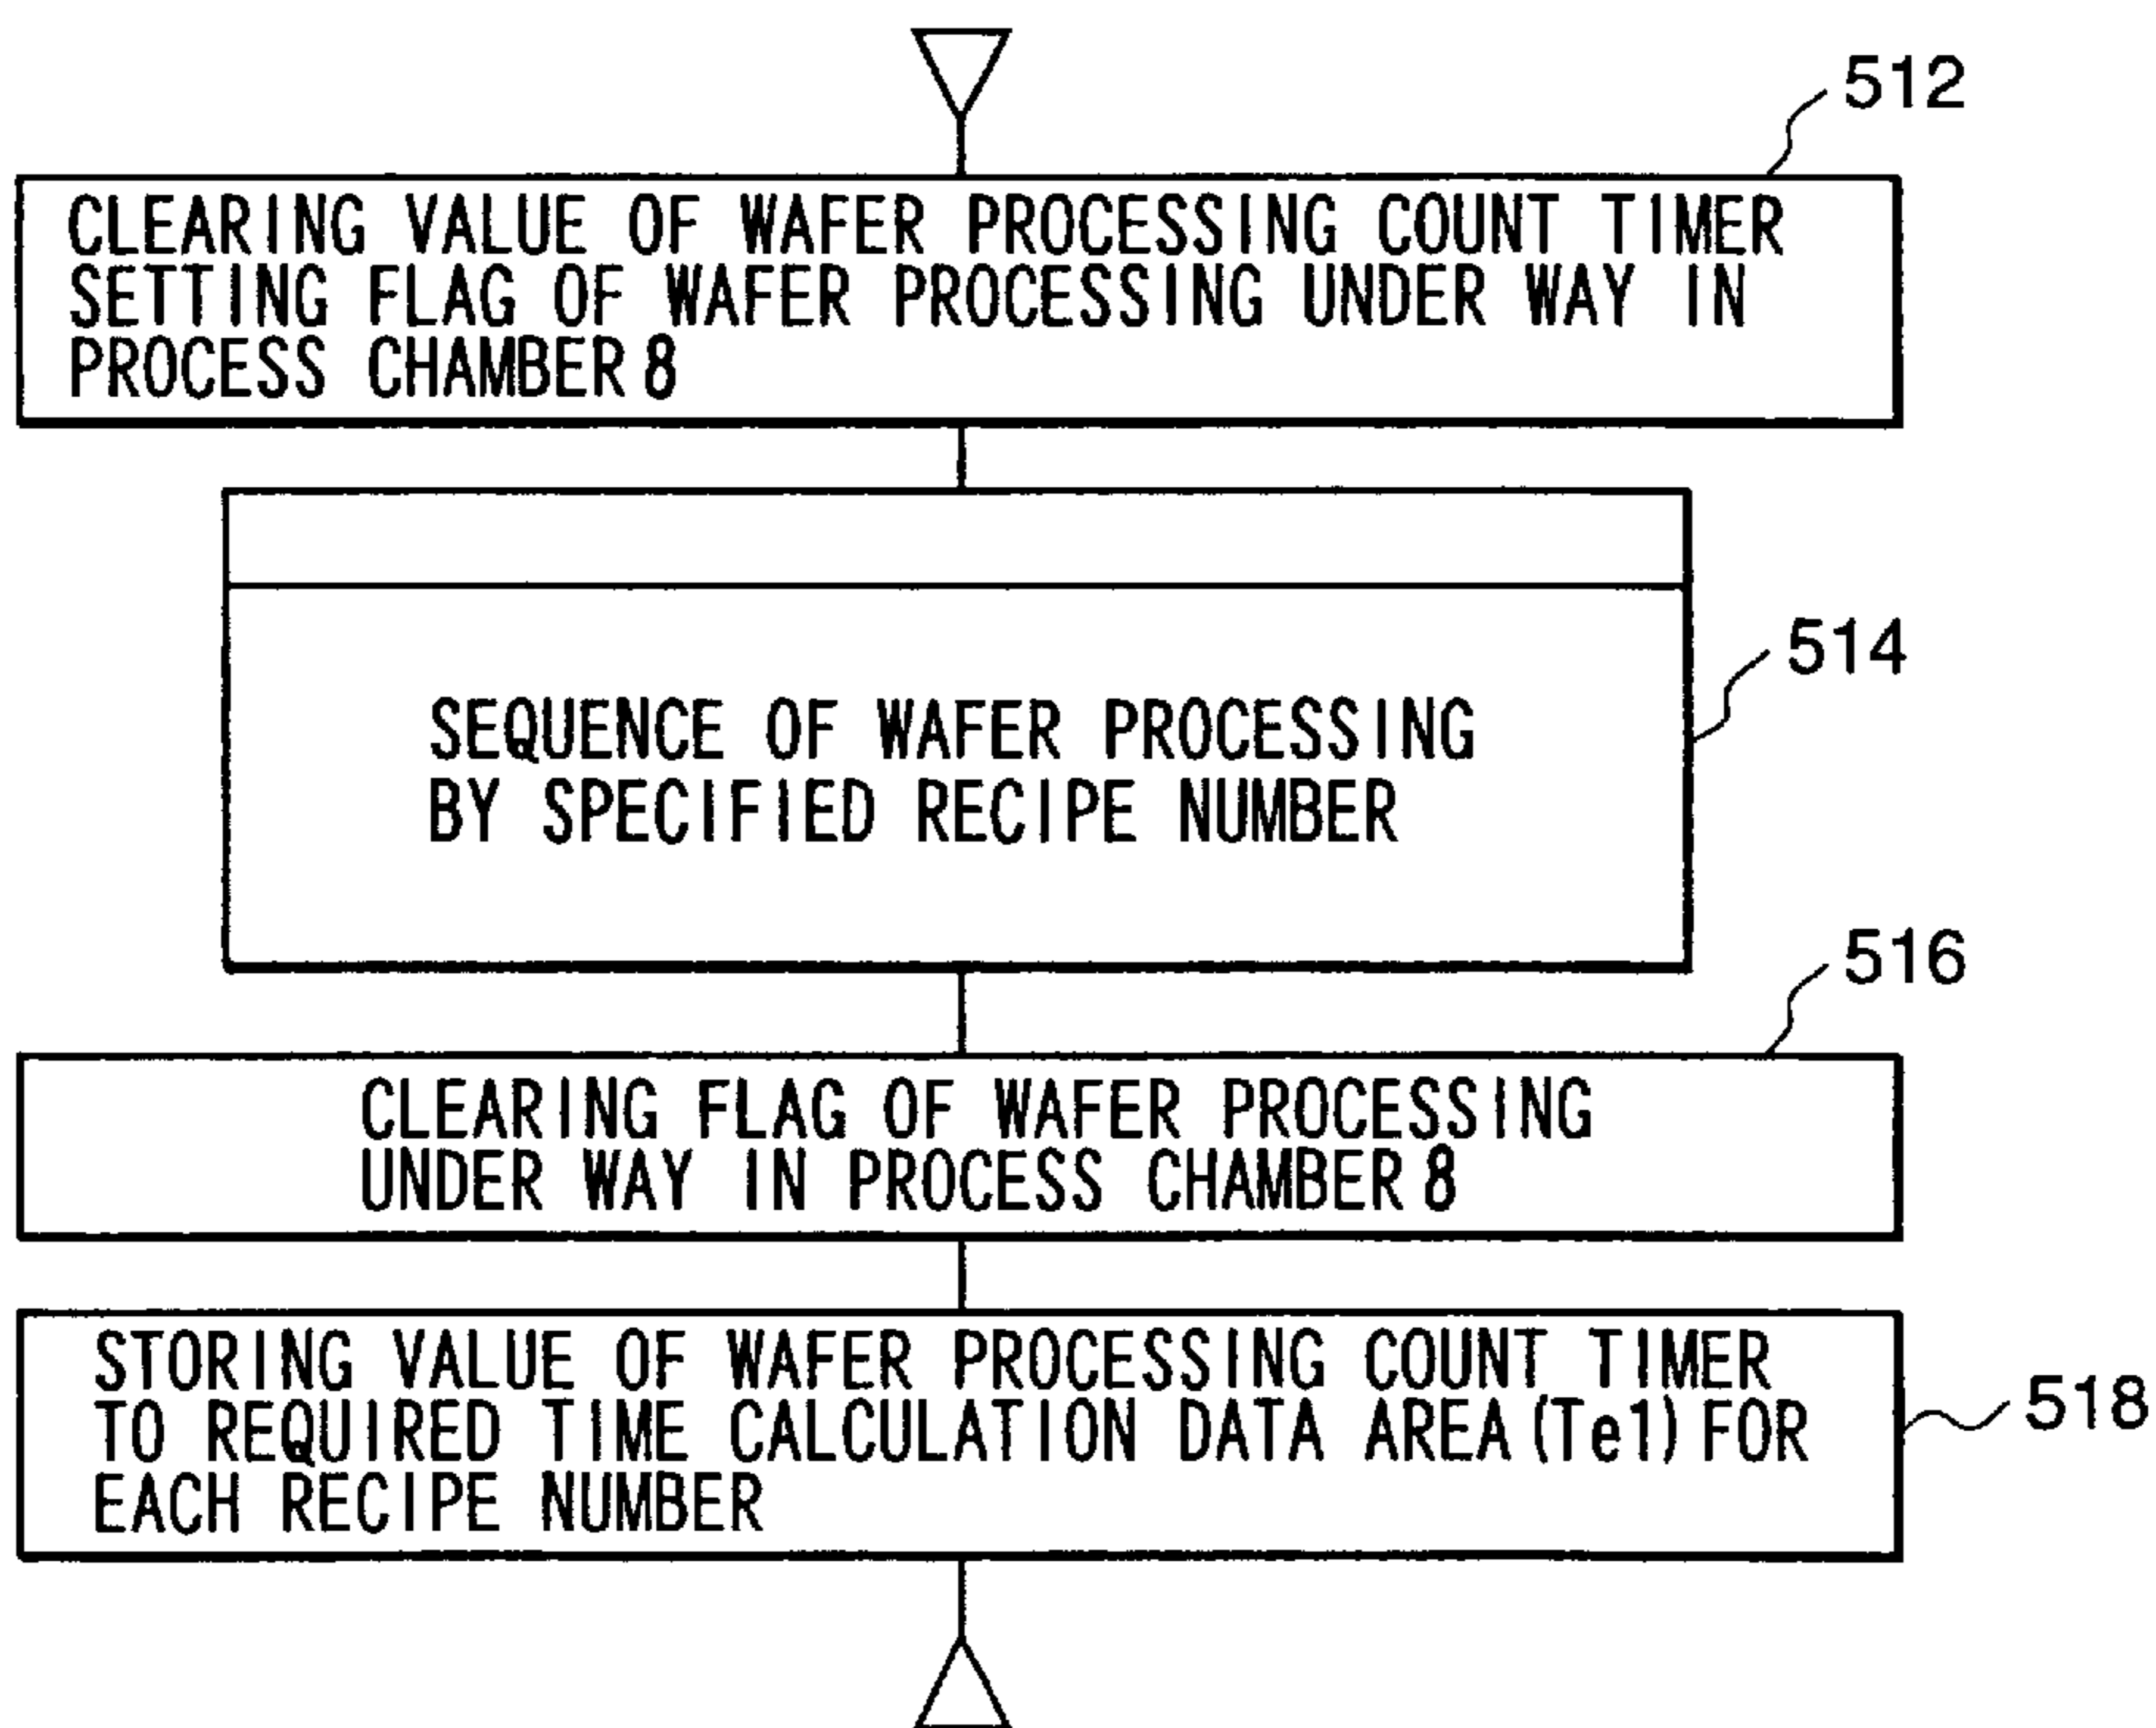 512
CLEARING VALUE OF WAFER PROCESSING COUNT TIMER
SETTING FLAG OF WAFER PROCESSING UNDER WAY IN
PROCESS CHAMBER 8
514
SEQUENCE OF WAFER PROCESSING
BY SPECIFIED RECIPE NUMBER
516
CLEARING FLAG OF WAFER PROCESSING
UNDER WAY IN PROCESS CHAMBER 8
518
STORING VALUE OF WAFER PROCESSING COUNT TIMER
TO REQUIRED TIME CALCULATION DATA AREA (Te1) FOR
EACH RECIPE NUMBER